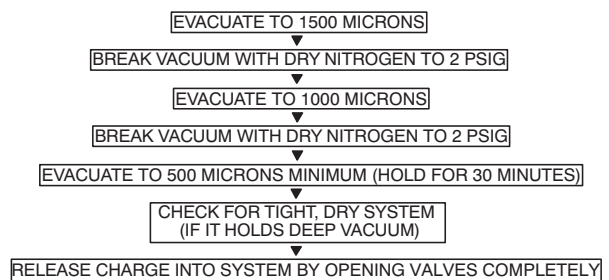 EVACUATE TO 1500 MICRONS
BREAK VACUUM WITH DRY NITROGEN TO 2 PSIG
EVACUATE TO 1000 MICRONS
BREAK VACUUM WITH DRY NITROGEN TO 2 PSIG
EVACUATE TO 500 MICRONS MINIMUM (HOLD FOR 30 MINUTES)
CHECK FOR TIGHT, DRY SYSTEM
(IF IT HOLDS DEEP VACUUM)
RELEASE CHARGE INTO SYSTEM BY OPENING VALVES COMPLETELY